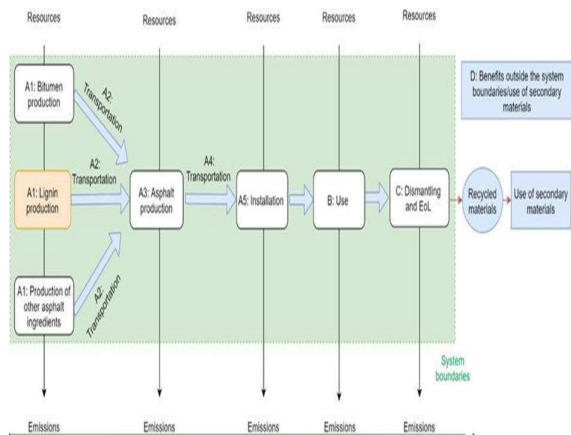 Resources
Resources
Resources
Resources
Resources
A1: Bitumen
production
A2:
Transportation
D: Benefits outside the system
boundaries/use of secondary
materials
A1: Lignin
production
A2:
Transportation
A3: Asphalt
production
A4:
Transportation
A5: Installation
B: Use
C: Dismantling
and EoL
Recycled
materials
Use of secondary
materials
A1: Production of
other asphalt
ingredients
A2:
Transportation
System
boundaries
Emissions
Emissions
Emissions
Emissions
Emissions